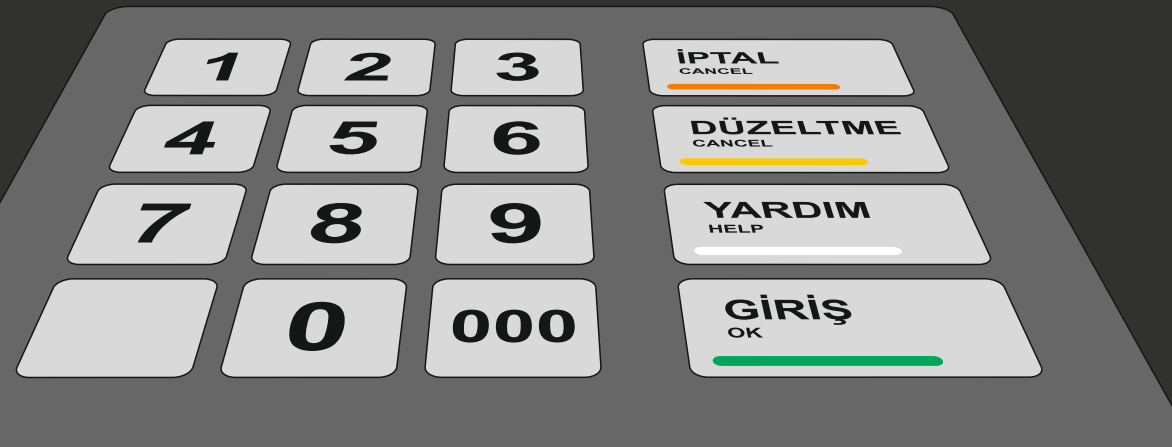 1 2 3
İPTAL
CANCEL
4 5 6
DÜZELTME
CANCEL
7 8 9
YARDIM
HELP
0 000
GİRİŞ
OK